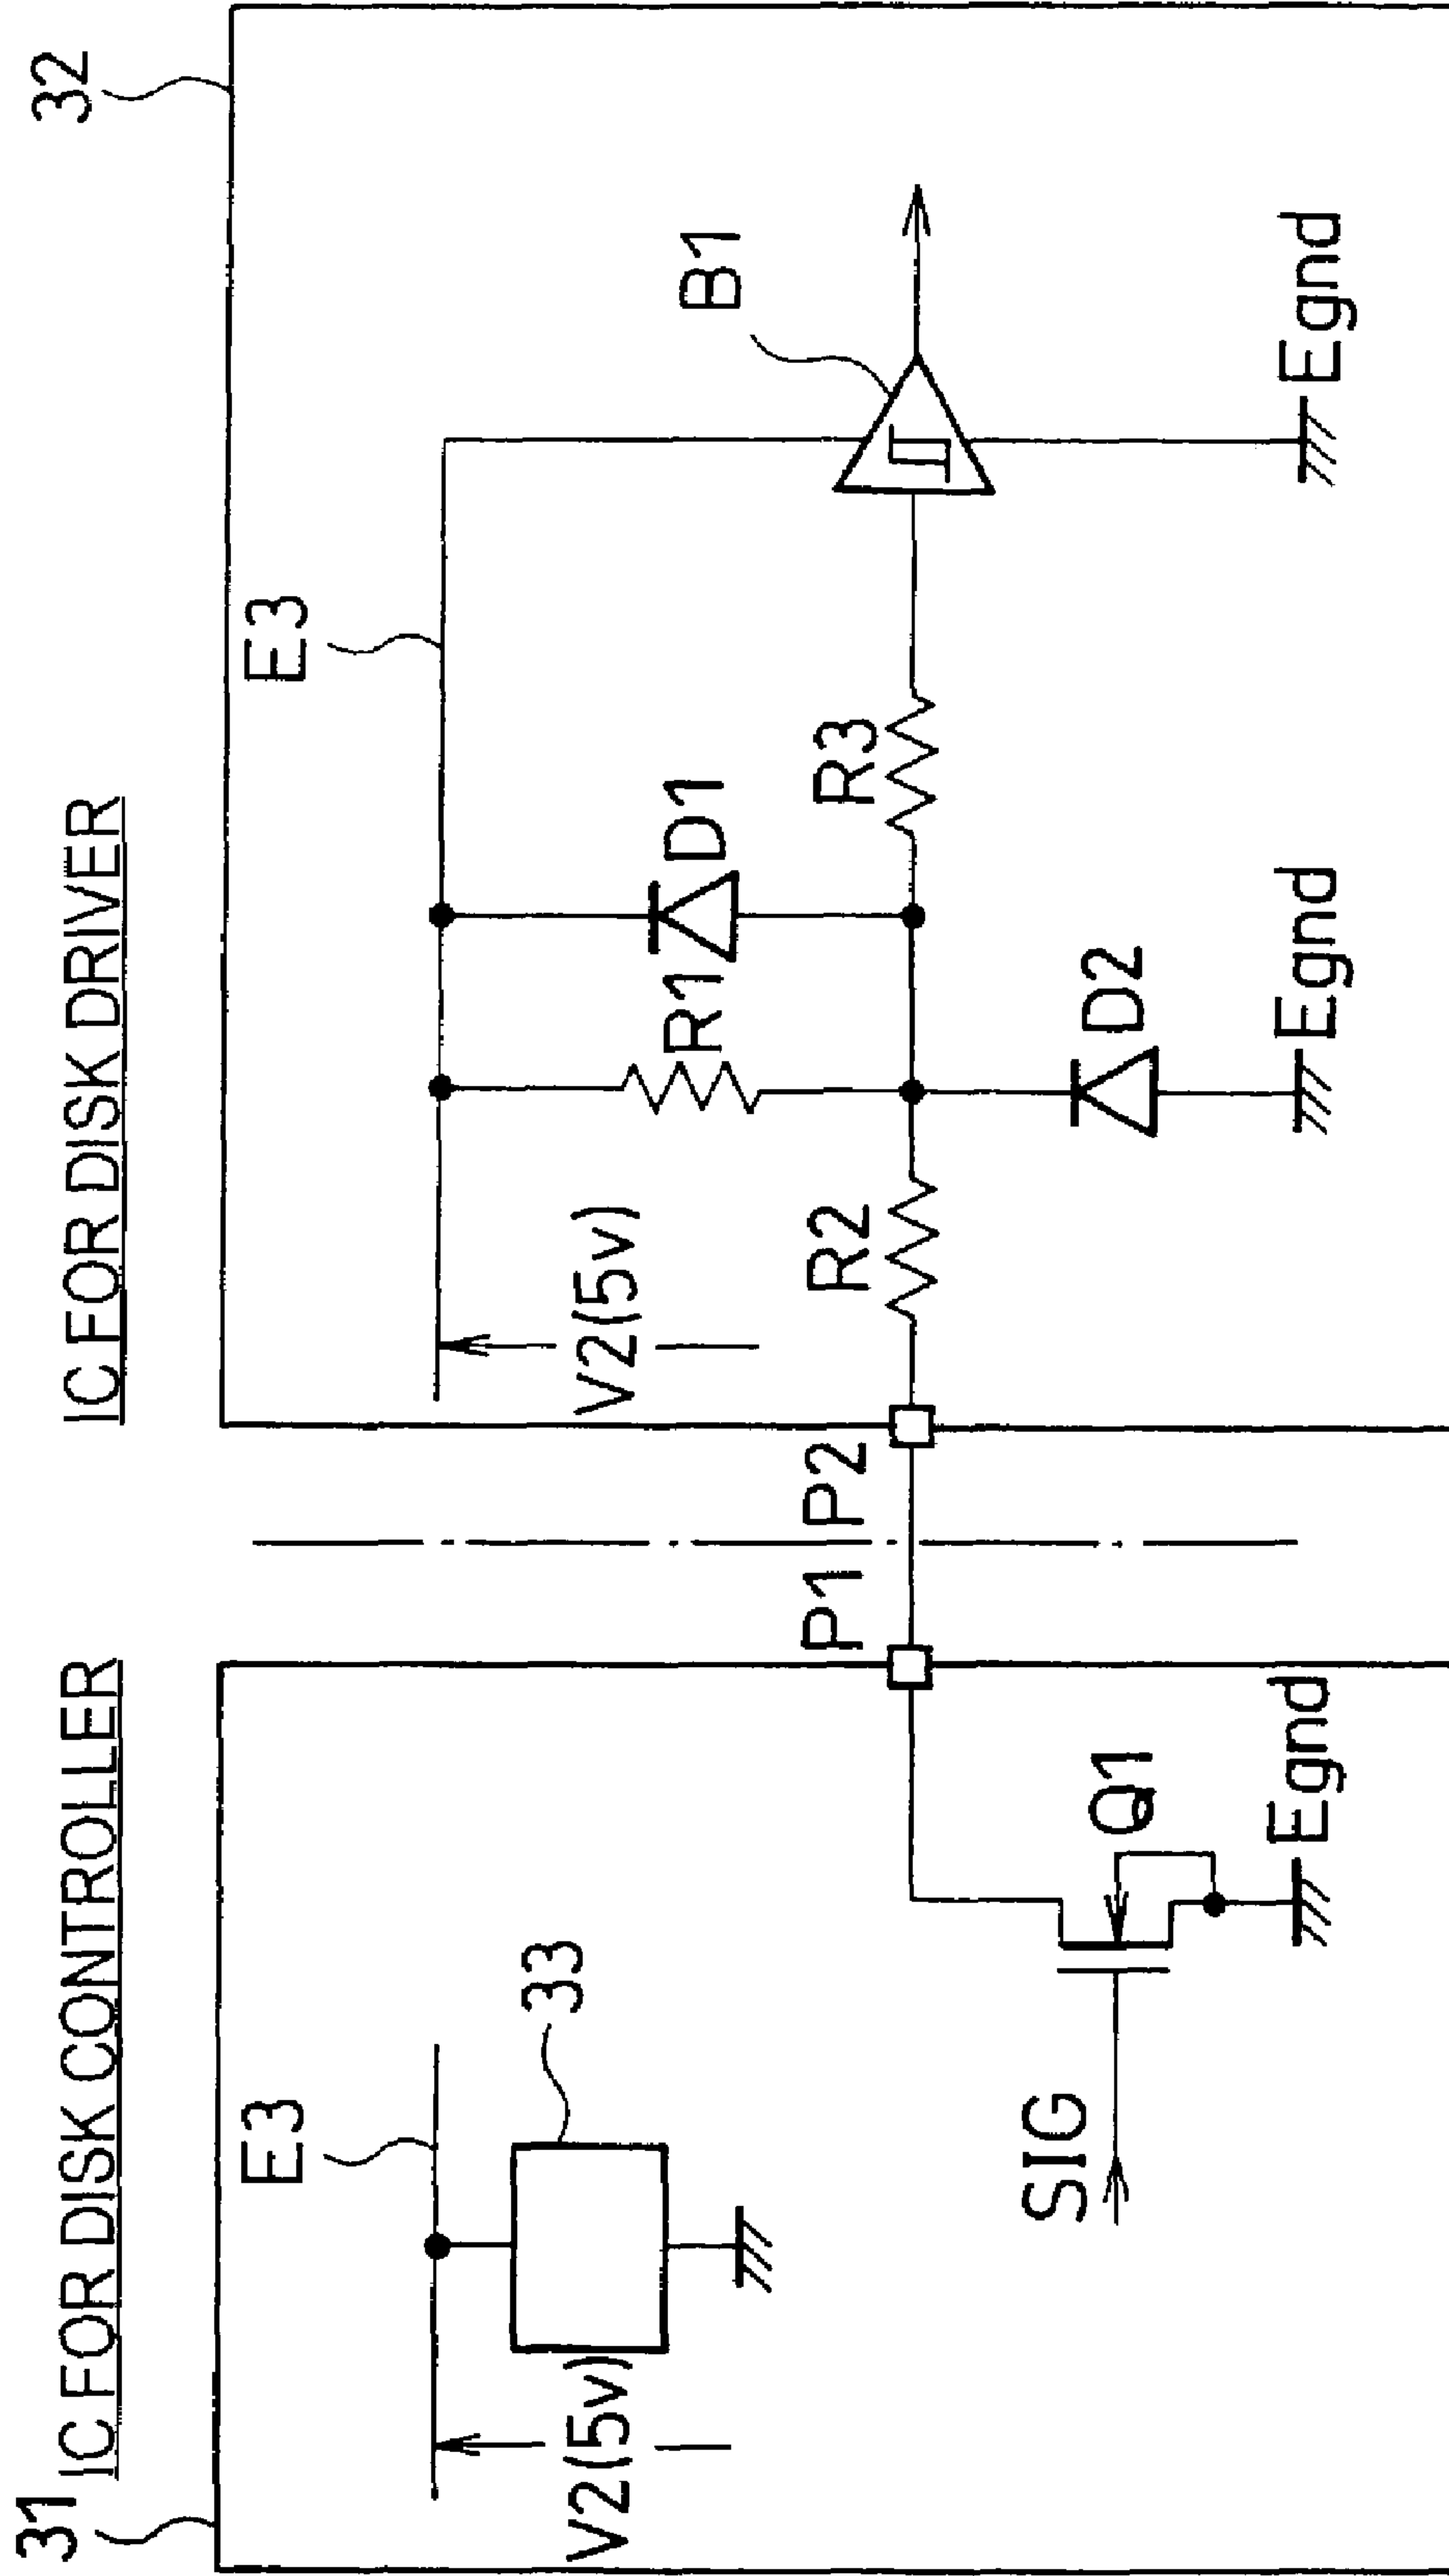 31
IC FOR DISK CONTROLLER
E3
33
V2(5v)
SIG
Q1
Egnd
P1
P2
IC FOR DISK DRIVER
32
E3
V2(5v)
R1
D1
R2
R3
B1
D2
Egnd
Egnd